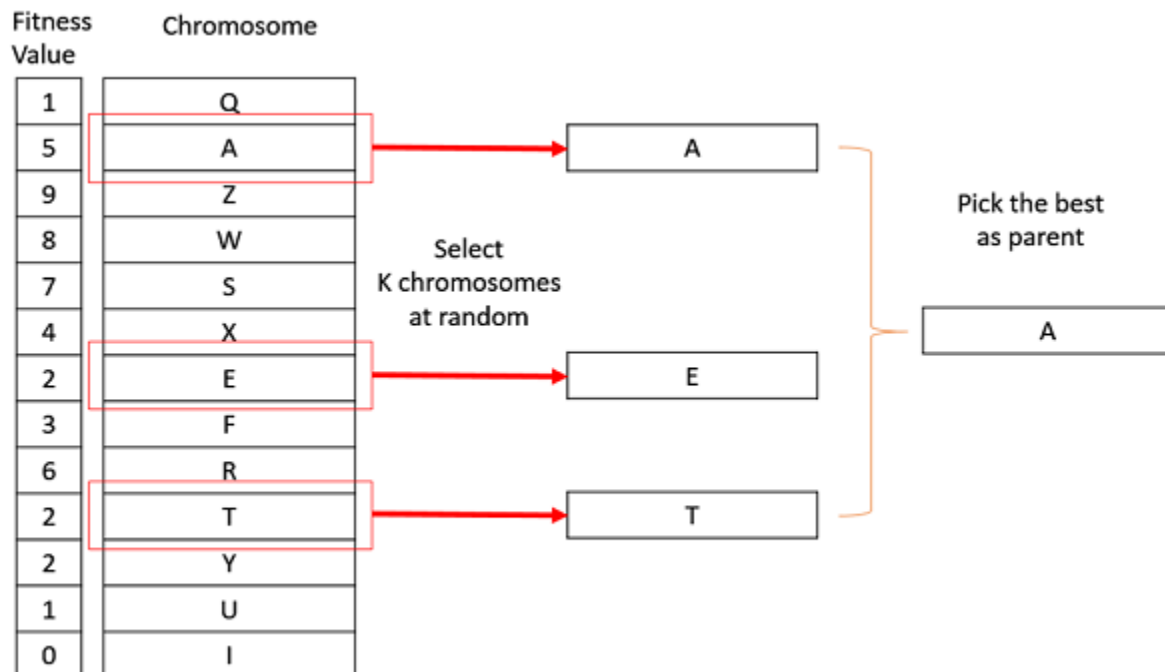 Fitness
Value
Chromosome
1 Q
5 A
9 Z
8 W
7 S
4 X
2 E
3 F
6 R
2 T
2 Y
1 U
0 I
Select
K chromosomes
at random
A
E
T
Pick the best
as parent
A